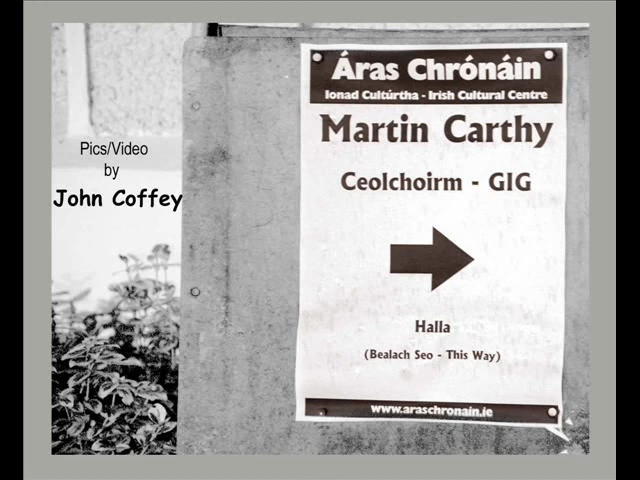 Pics/Video
by
John Coffey
Áras Chrónáin
Ionad Cultúrtha - Irish Cultural Centre
Martin Carthy
Ceolchoirm - GIG
Halla
(Bealach Seo - This Way)
www.araschronain.ie